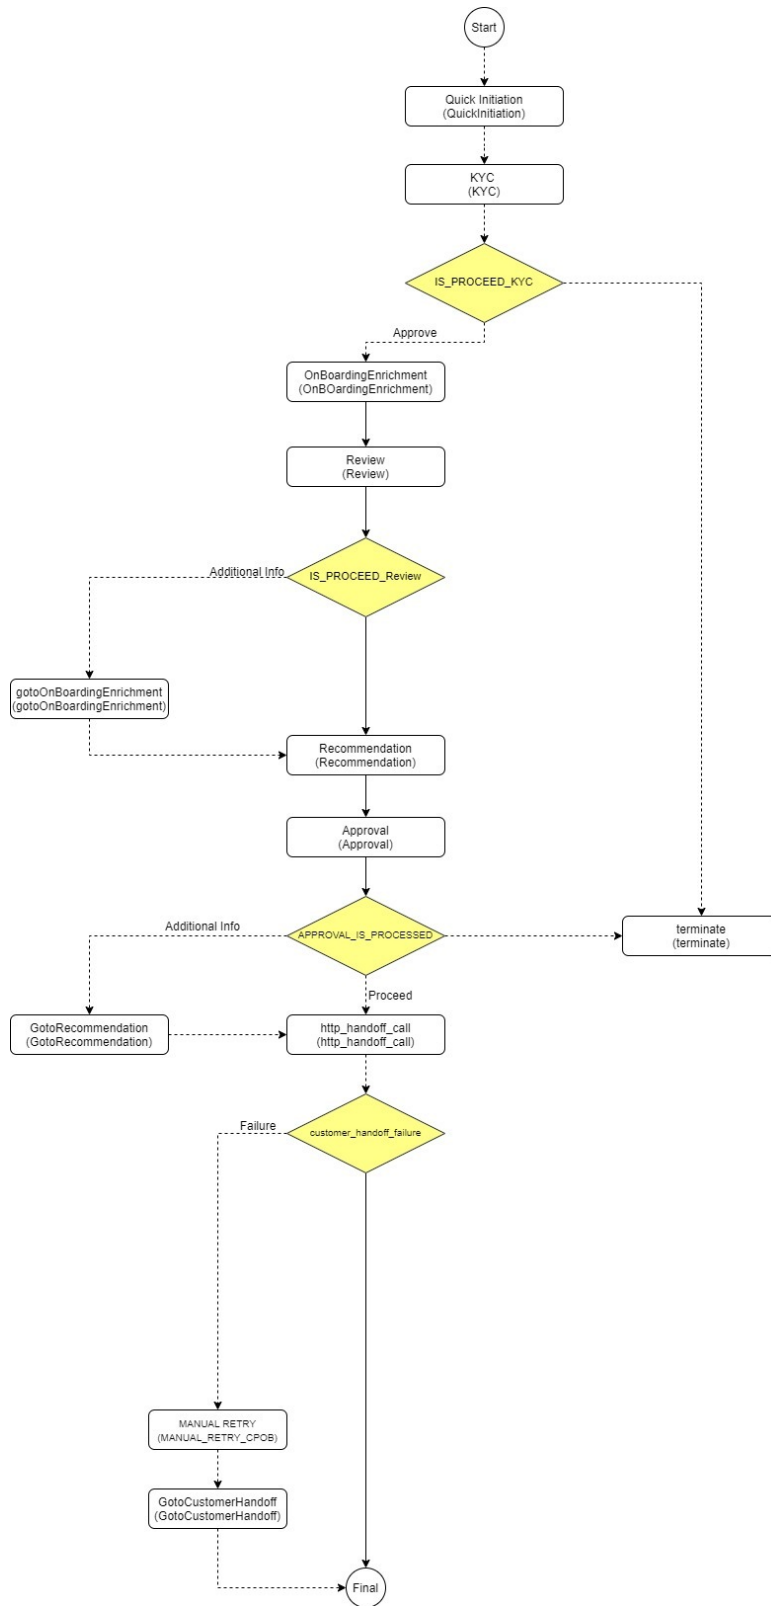 Start
Quick Initiation
(QuickInitiation)
KYC
(KYC)
IS_PROCEED_KYC
Approve
OnBoardingEnrichment
(OnBOardingEnrichment)
Review
(Review)
Additional Info
IS_PROCEED_Review
gotoOnBoardingEnrichment
(gotoOnBoardingEnrichment)
Recommendation
(Recommendation)
Approval
(Approval)
Additional Info
APPROVAL_IS_PROCESSED
terminate
(terminate)
Proceed
GotoRecommendation
(GotoRecommendation)
http_handoff_call
(http_handoff_call)
Failure
customer_handoff_failure
MANUAL RETRY
(MANUAL_RETRY_CPOB)
GotoCustomerHandoff
(GotoCustomerHandoff)
Final